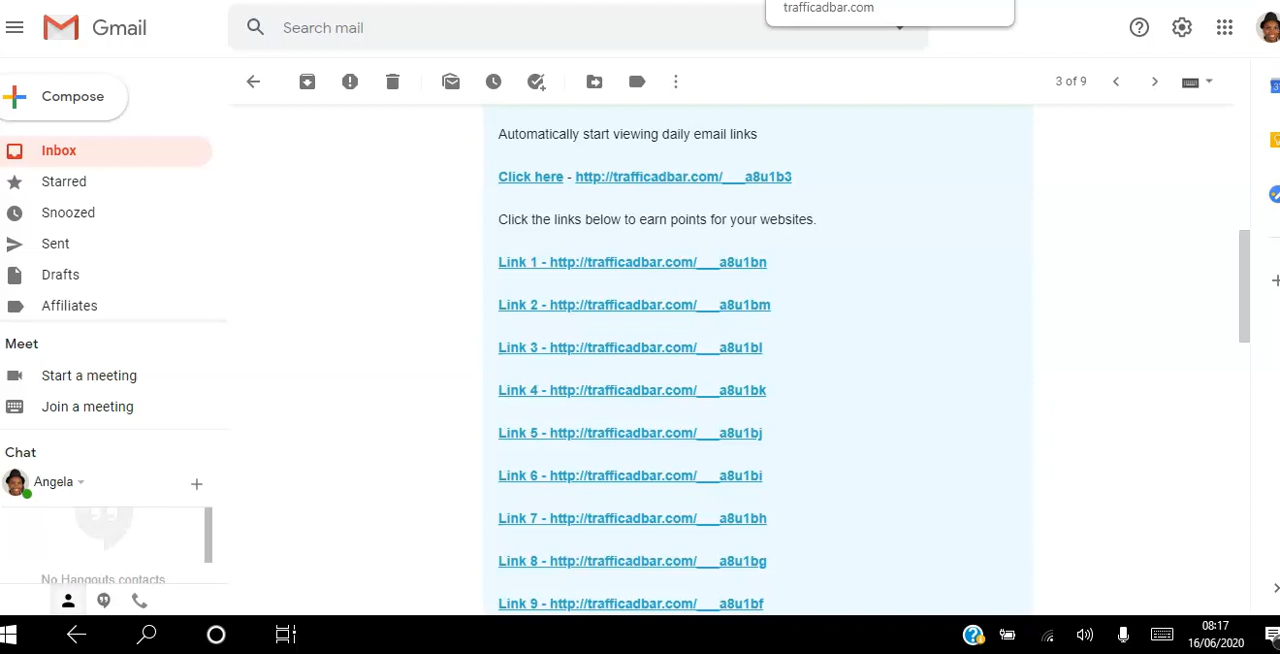 trafficadbar.com
Gmail
Search mail
Compose
3 of 9
Inbox
Starred
Snoozed
Sent
Drafts
Affiliates
Meet
Start a meeting
Join a meeting
Chat
Angela
No Hangouts contacts
Automatically start viewing daily email links
Click here - http://trafficadbar.com/___a8u1b3
Click the links below to earn points for your websites.
Link 1 - http://trafficadbar.com/___a8u1bn
Link 2 - http://trafficadbar.com/___a8u1bm
Link 3 - http://trafficadbar.com/___a8u1bl
Link 4 - http://trafficadbar.com/___a8u1bk
Link 5 - http://trafficadbar.com/___a8u1bj
Link 6 - http://trafficadbar.com/___a8u1bi
Link 7 - http://trafficadbar.com/___a8u1bh
Link 8 - http://trafficadbar.com/___a8u1bg
Link 9 - http://trafficadbar.com/___a8u1bf
08:17
16/06/2020